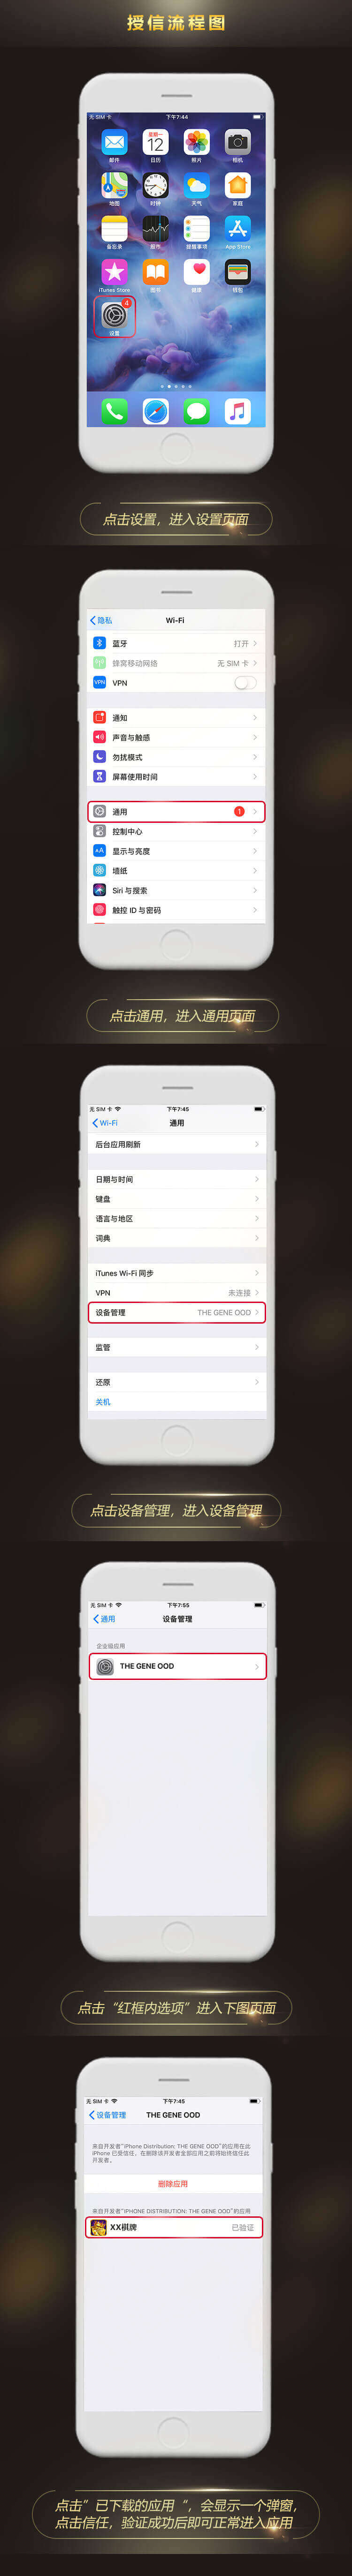 授信流程图
无 SIM 卡
下午7:44
星期一
12
邮件
日历
照片
相机
地图
时钟
天气
家庭
备忘录
股市
提醒事项
App Store
iTunes Store
图书
健康
钱包
4
设置
点击设置，进入设置页面
隐私
Wi-Fi
蓝牙
打开
蜂窝移动网络
无 SIM 卡
VPN
VPN
通知
声音与触感
勿扰模式
屏幕使用时间
通用
1
控制中心
AA
显示与亮度
墙纸
Siri 与搜索
触控 ID 与密码
点击通用，进入通用页面
无 SIM 卡
下午7:45
Wi-Fi
通用
后台应用刷新
日期与时间
键盘
语言与地区
词典
iTunes Wi-Fi 同步
VPN
未连接
设备管理
THE GENE OOD
监管
还原
关机
点击设备管理，进入设备管理
无 SIM 卡
下午7:55
通用
设备管理
企业级应用
THE GENE OOD
点击“红框内选项”进入下图页面
无 SIM 卡
下午7:45
设备管理
THE GENE OOD
来自开发者“iPhone Distribution: THE GENE OOD”的应用在此
iPhone 已受信任，在删除该开发者全部应用之前将始终信任此
开发者。
删除应用
来自开发者“IPHONE DISTRIBUTION: THE GENE OOD”的应用
XX棋牌
已验证
点击”已下载的应用“，会显示一个弹窗，
点击信任，验证成功后即可正常进入应用